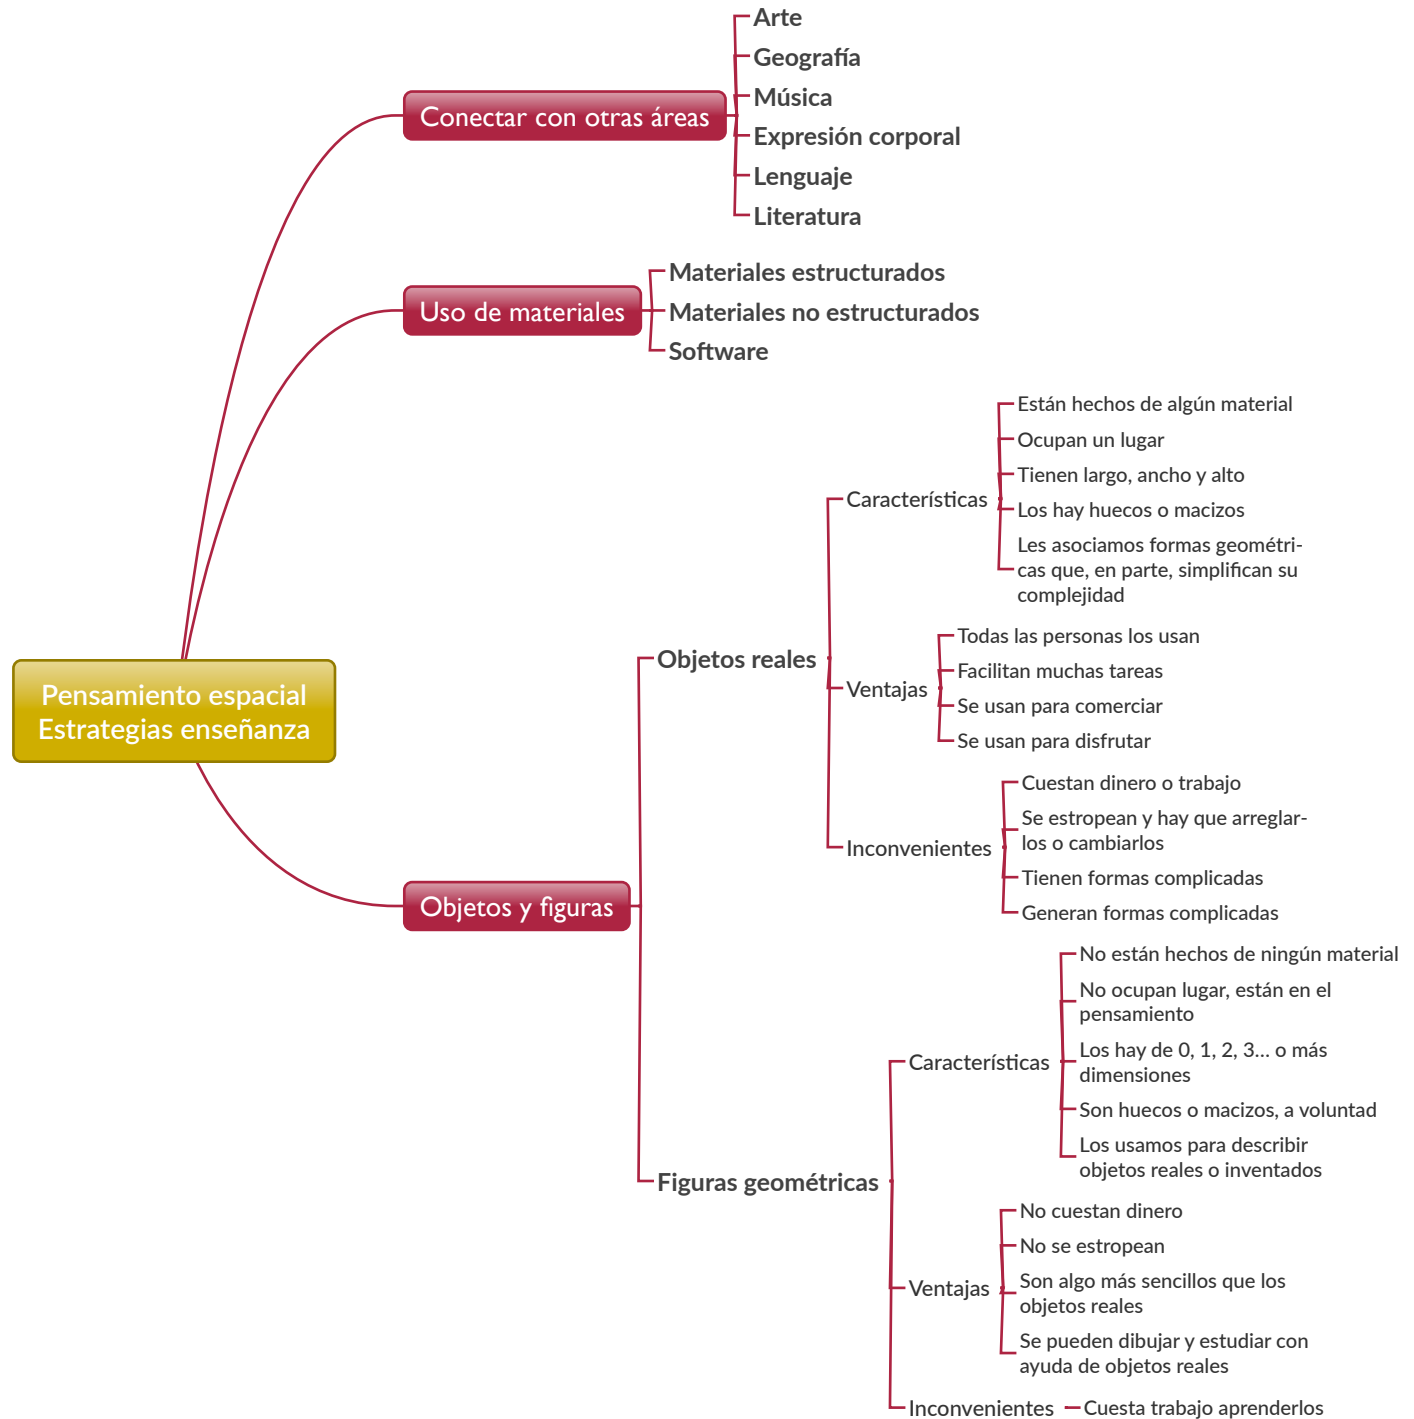 Pensamiento espacial
Estrategias enseñanza
Conectar con otras áreas
Arte
Geografía
Música
Expresión corporal
Lenguaje
Literatura
Uso de materiales
Materiales estructurados
Materiales no estructurados
Software
Objetos y figuras
Objetos reales
Características
Están hechos de algún material
Ocupan un lugar
Tienen largo, ancho y alto
Los hay huecos o macizos
Les asociamos formas geométri-
cas que, en parte, simplifican su
complejidad
Ventajas
Todas las personas los usan
Facilitan muchas tareas
Se usan para comerciar
Se usan para disfrutar
Inconvenientes
Cuestan dinero o trabajo
Se estropean y hay que arreglar-
los o cambiarlos
Tienen formas complicadas
Generan formas complicadas
Figuras geométricas
Características
No están hechos de ningún material
No ocupan lugar, están en el
pensamiento
Los hay de 0, 1, 2, 3... o más
dimensiones
Son huecos o macizos, a voluntad
Los usamos para describir
objetos reales o inventados
Ventajas
No cuestan dinero
No se estropean
Son algo más sencillos que los
objetos reales
Se pueden dibujar y estudiar con
ayuda de objetos reales
Inconvenientes
Cuesta trabajo aprenderlos